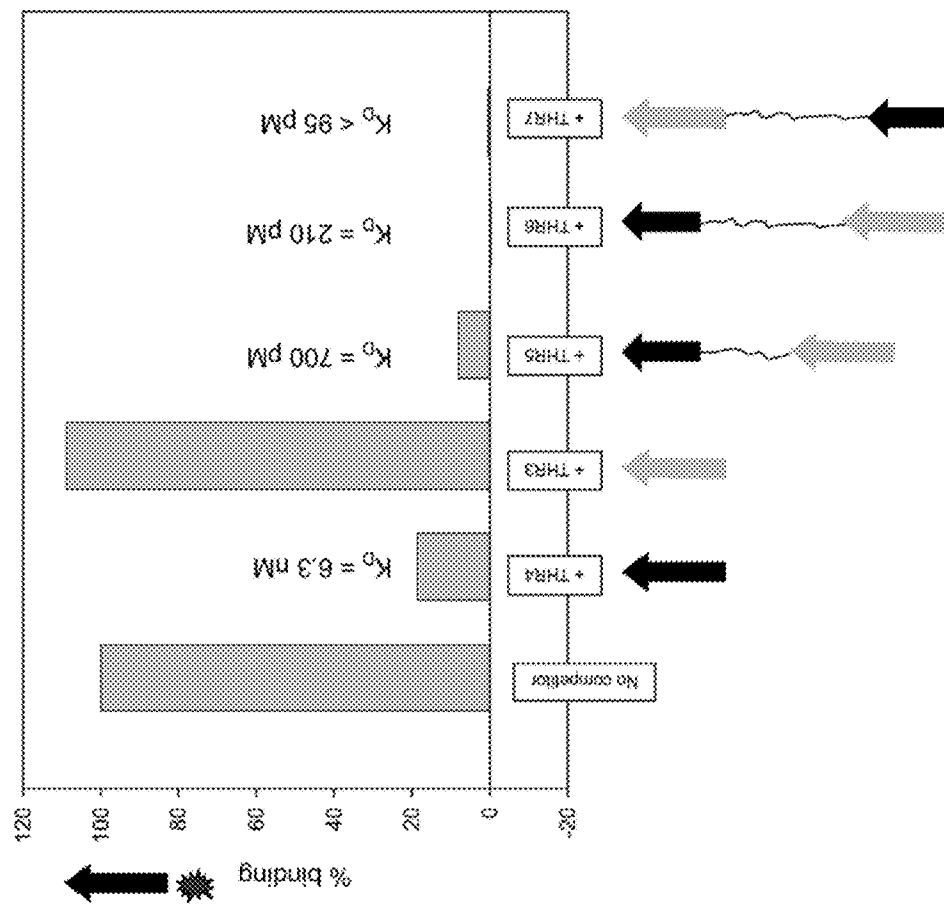 % binding
120
100
80
60
40
20
0
-20
No competitor
+ THR4
K_D = 6.3 nM
+ THR3
+ THR5
K_D = 700 pM
+ THR6
K_D = 210 pM
+ THR7
K_D < 95 pM